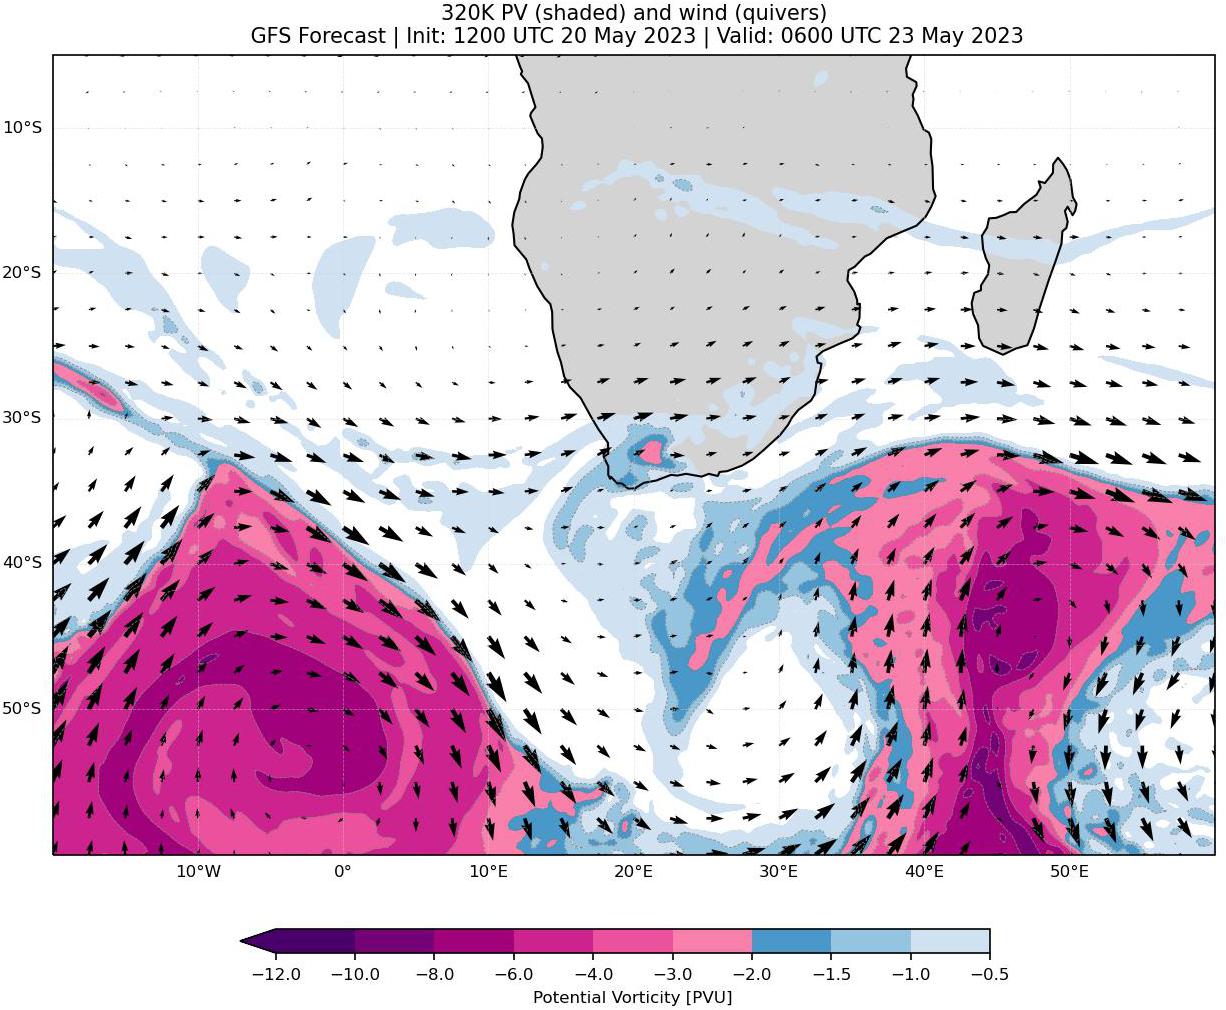 320K PV (shaded) and wind (quivers)
GFS Forecast | Init: 1200 UTC 20 May 2023 | Valid: 0600 UTC 23 May 2023
10°S
20°S
30°S
40°S
50°S
10°W 0° 10°E 20°E 30°E 40°E 50°E
−12.0 −10.0 −8.0 −6.0 −4.0 −3.0 −2.0 −1.5 −1.0 −0.5
Potential Vorticity [PVU]